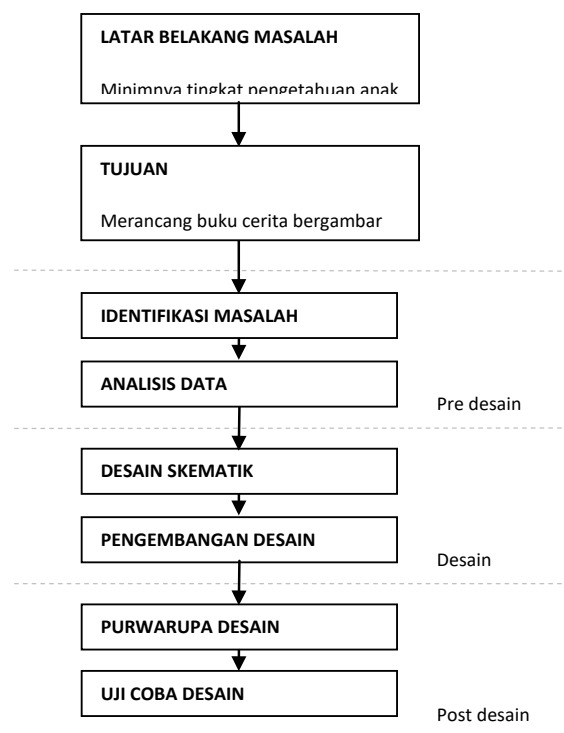 LATAR BELAKANG MASALAH
Minimnya tingkat pengetahuan anak
TUJUAN
Merancang buku cerita bergambar
IDENTIFIKASI MASALAH
ANALISIS DATA
Pre desain
DESAIN SKEMATIK
PENGEMBANGAN DESAIN
Desain
PURWARUPA DESAIN
UJI COBA DESAIN
Post desain